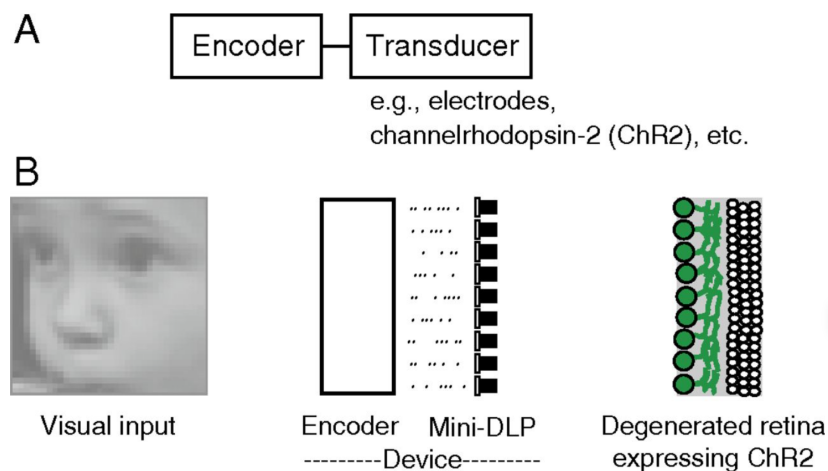 A
Encoder
Transducer
e.g., electrodes,
channelrhodopsin-2 (ChR2), etc.
B
Visual input
Encoder
Mini-DLP
---------Device---------
Degenerated retina
expressing ChR2